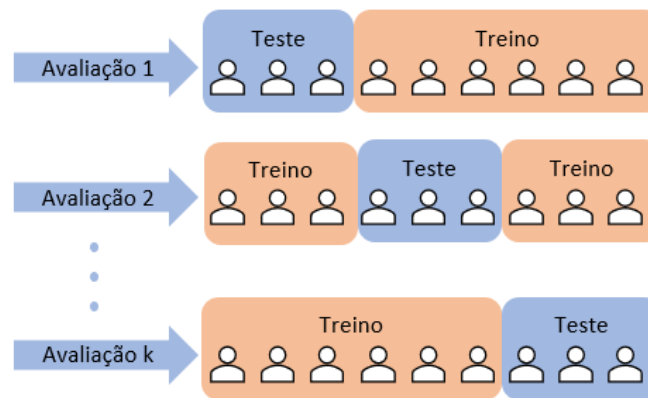 Teste Treino
Avaliação 1
Treino Teste Treino
Avaliação 2
Treino Teste
Avaliação k